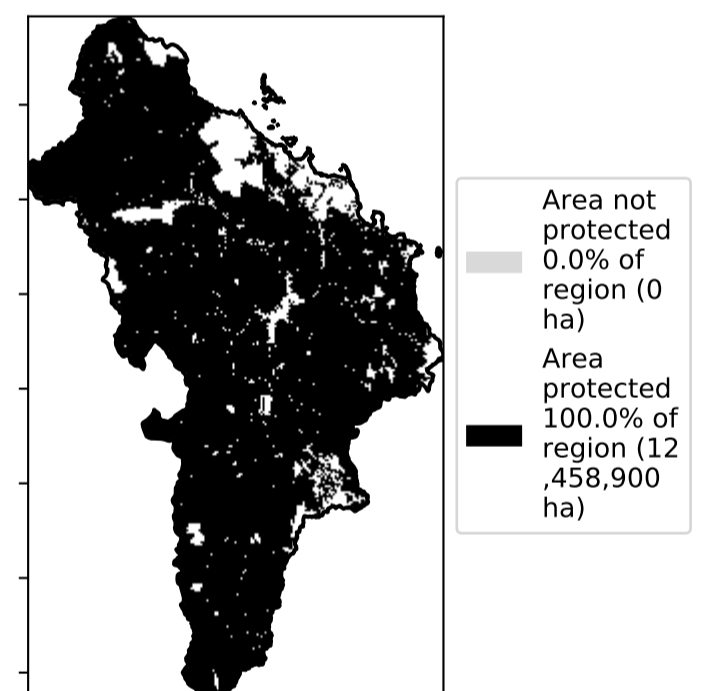 Area not
protected
0.0% of
region (0
ha)
Area
protected
100.0% of
region (12
,458,900
ha)